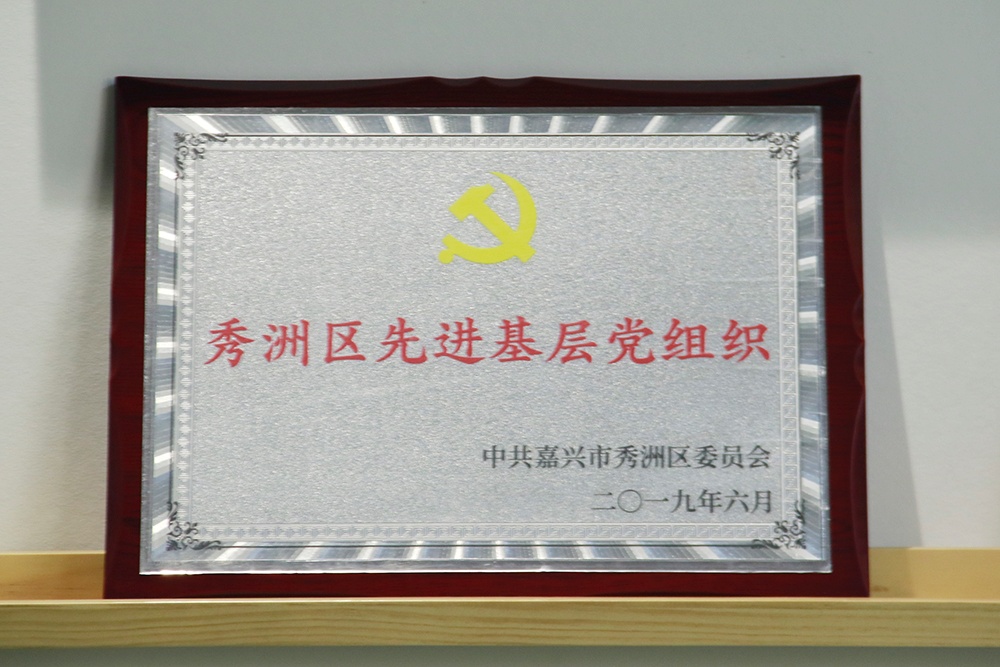 秀洲区先进基层党组织
中共嘉兴市秀洲区委员会
二〇一九年六月